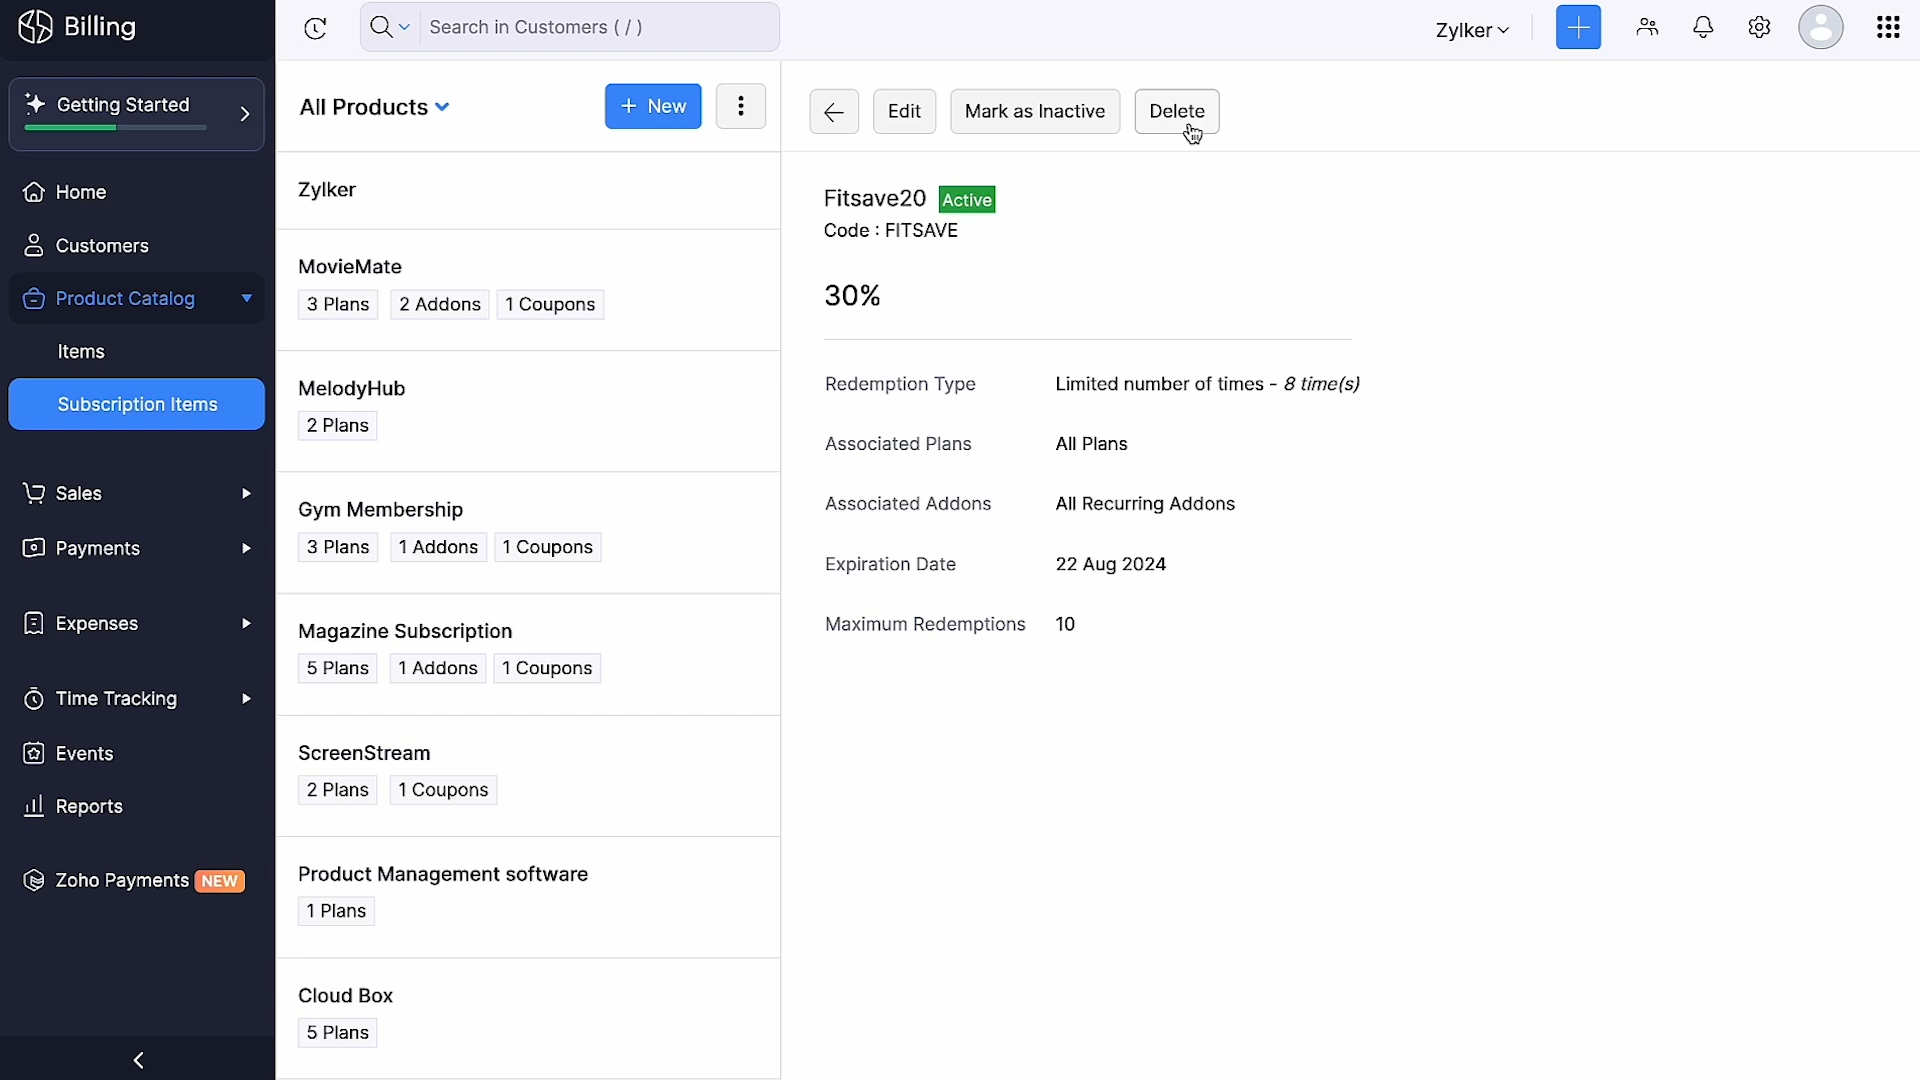 Billing
Search in Customers ( / )
Zylker
Getting Started
Home
Customers
Product Catalog
Items
Subscription Items
Sales
Payments
Expenses
Time Tracking
Events
Reports
Zoho Payments NEW
All Products
+ New
Zylker
MovieMate
3 Plans 2 Addons 1 Coupons
MelodyHub
2 Plans
Gym Membership
3 Plans 1 Addons 1 Coupons
Magazine Subscription
5 Plans 1 Addons 1 Coupons
ScreenStream
2 Plans 1 Coupons
Product Management software
1 Plans
Cloud Box
5 Plans
Edit Mark as Inactive Delete
Fitsave20 Active
Code : FITSAVE
30%
Redemption Type Limited number of times - 8 time(s)
Associated Plans All Plans
Associated Addons All Recurring Addons
Expiration Date 22 Aug 2024
Maximum Redemptions 10